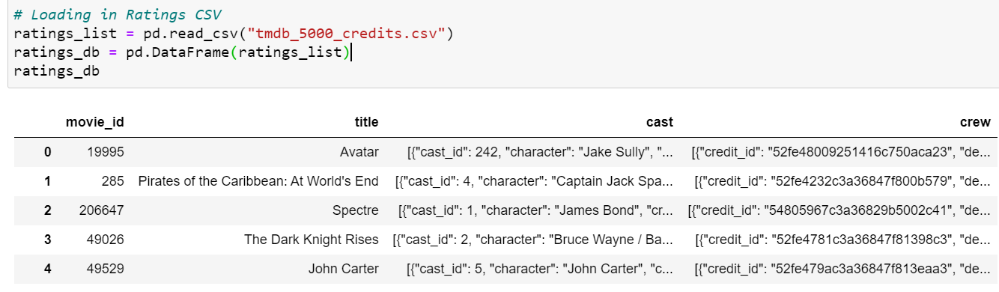 # Loading in Ratings CSV
ratings_list = pd.read_csv("tmdb_5000_credits.csv")
ratings_db = pd.DataFrame(ratings_list)
ratings_db
movie_id title cast crew
0 19995 Avatar [{"cast_id": 242, "character": "Jake Sully", "... [{"credit_id": "52fe48009251416c750aca23", "de...
1 285 Pirates of the Caribbean: At World's End [{"cast_id": 4, "character": "Captain Jack Spa... [{"credit_id": "52fe4232c3a36847f800b579", "de...
2 206647 Spectre [{"cast_id": 1, "character": "James Bond", "cr... [{"credit_id": "54805967c3a36829b5002c41", "de...
3 49026 The Dark Knight Rises [{"cast_id": 2, "character": "Bruce Wayne / Ba... [{"credit_id": "52fe4781c3a36847f81398c3", "de...
4 49529 John Carter [{"cast_id": 5, "character": "John Carter", "c... [{"credit_id": "52fe479ac3a36847f813eaa3", "de...